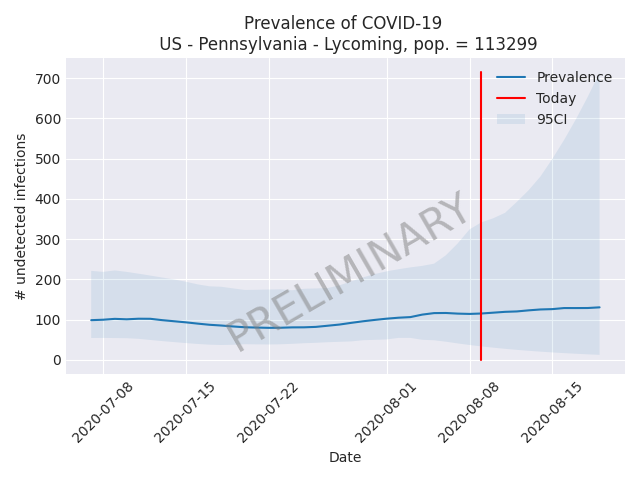 Prevalence of COVID-19
US - Pennsylvania - Lycoming, pop. = 113299
700
600
500
400
300
200
100
0
# undetected infections
Prevalence
Today
95CI
PRELIMINARY
2020-07-08
2020-07-15
2020-07-22
2020-08-01
2020-08-08
2020-08-15
Date